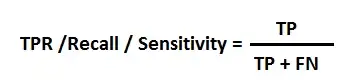 TPR /Recall / Sensitivity = TP
TP + FN